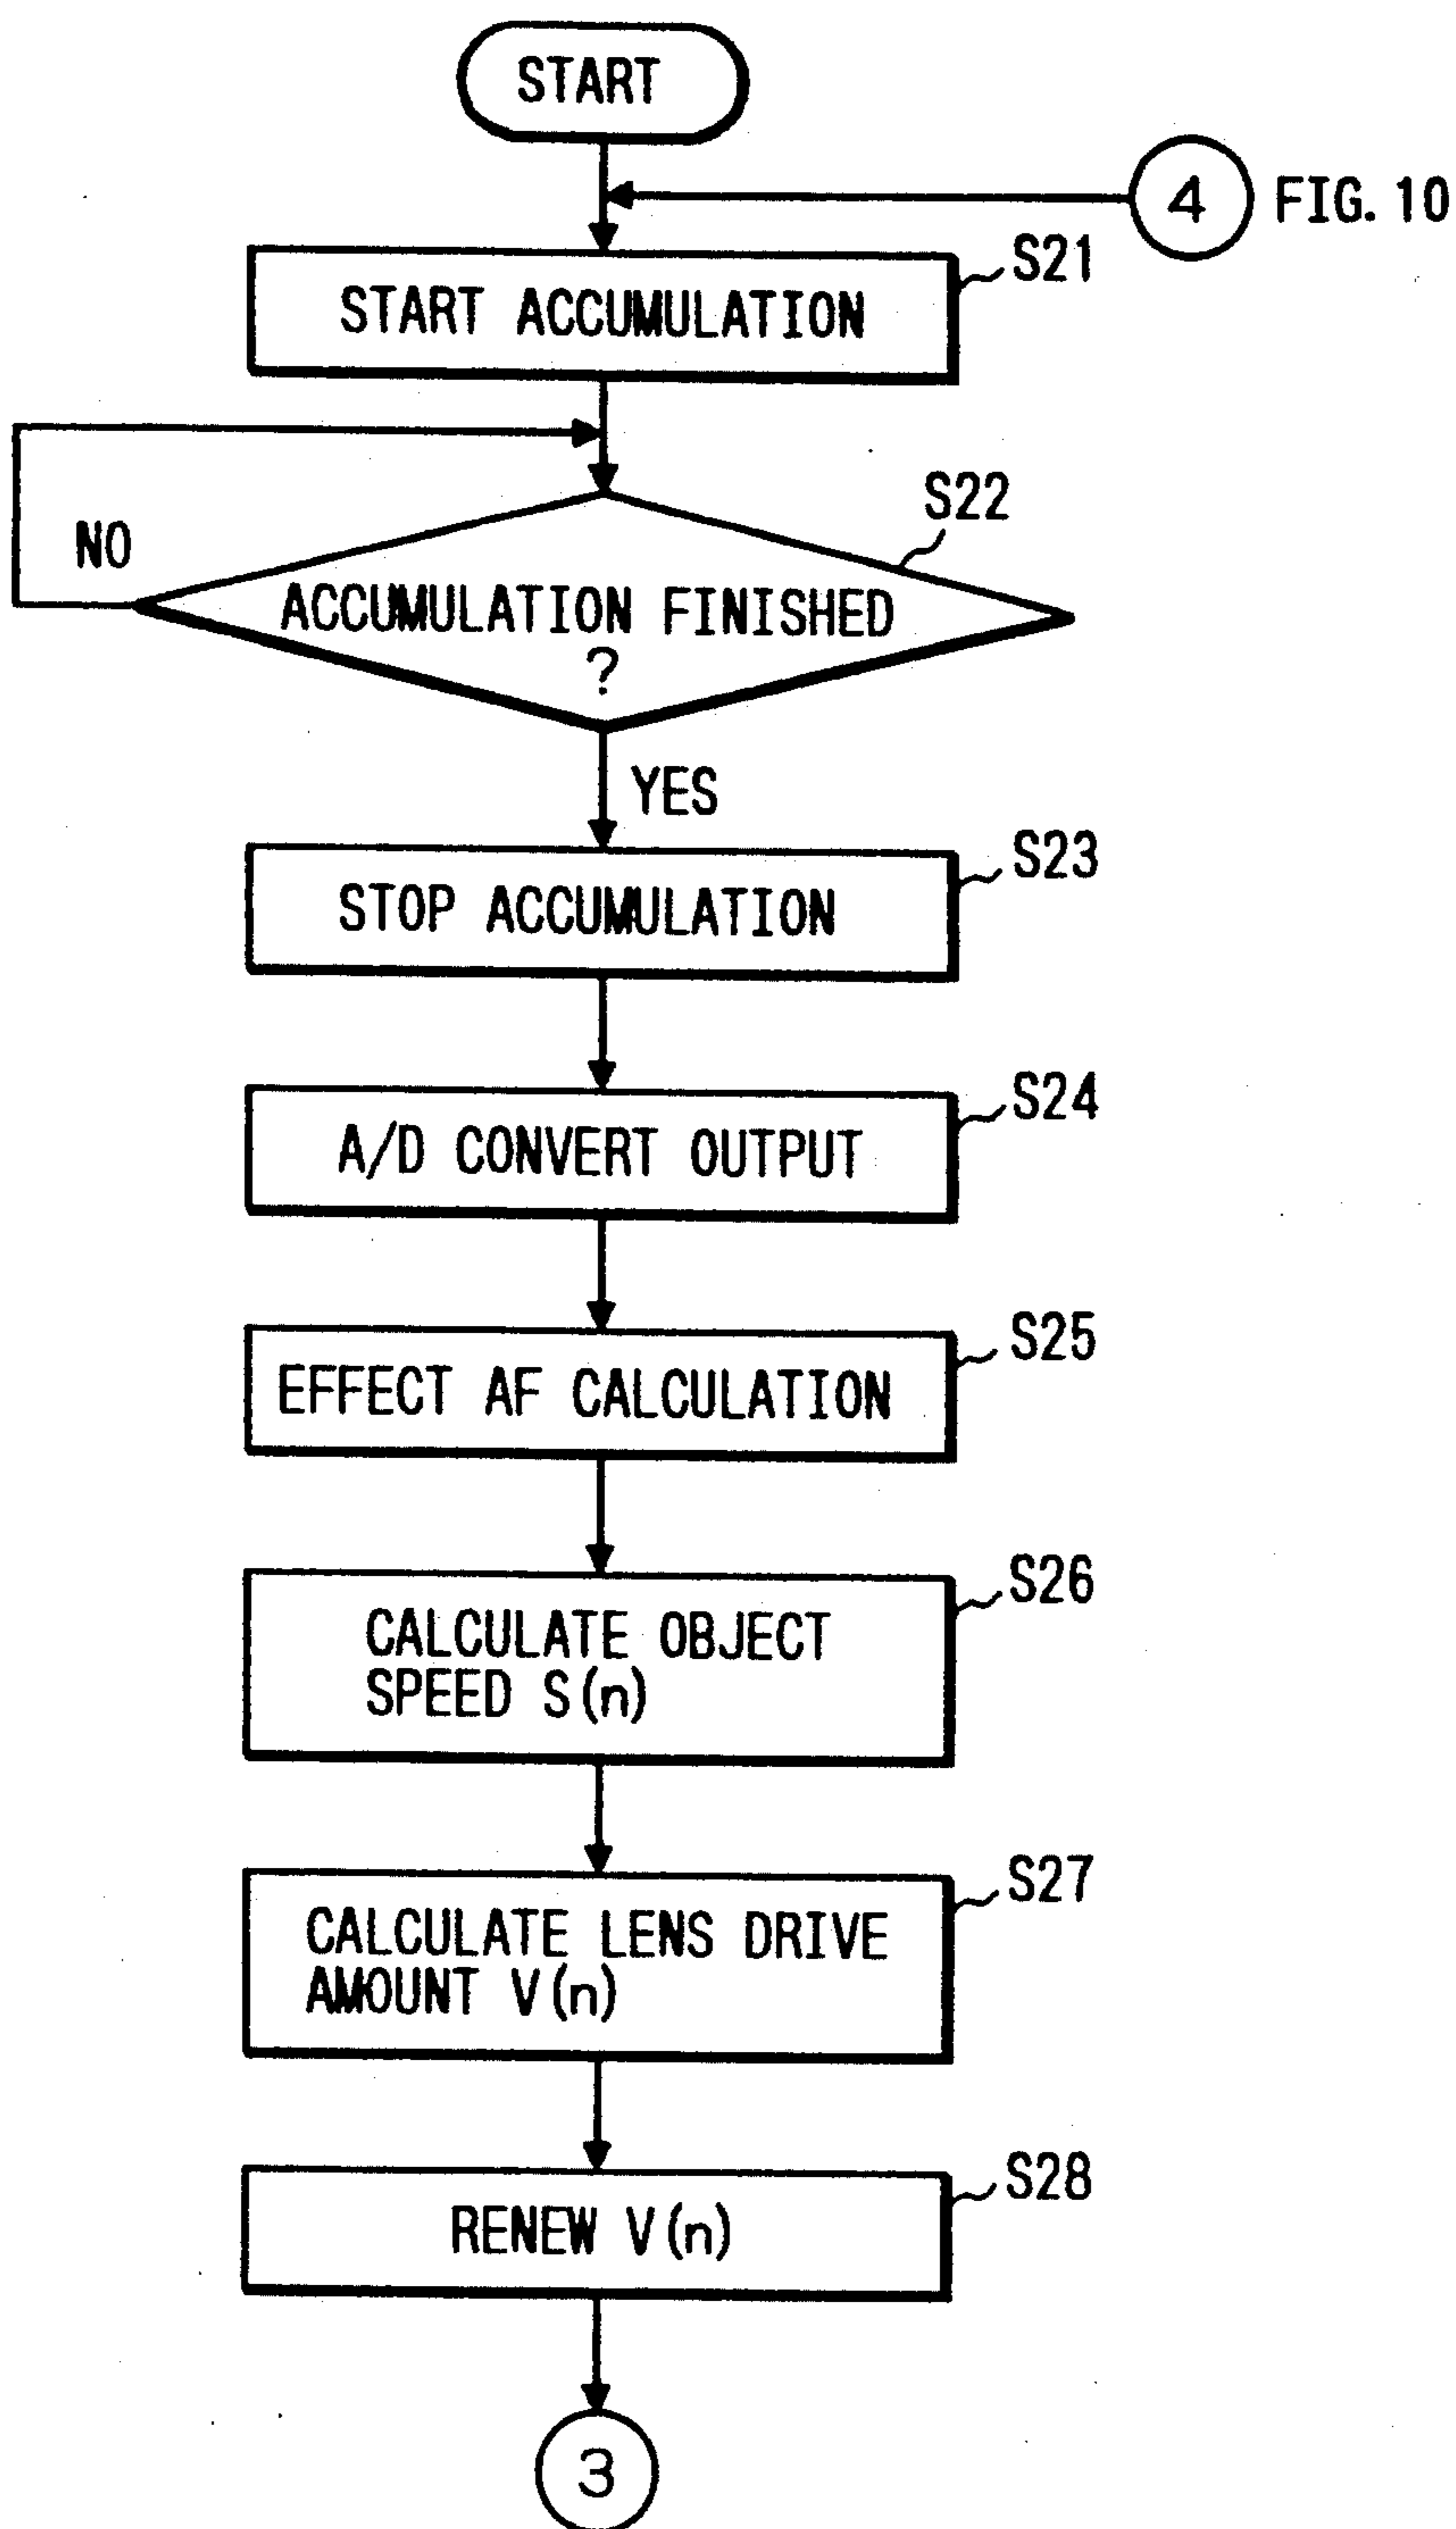 START
4 FIG. 10
S21
START ACCUMULATION
S22
NO
ACCUMULATION FINISHED
?
YES
S23
STOP ACCUMULATION
S24
A/D CONVERT OUTPUT
S25
EFFECT AF CALCULATION
S26
CALCULATE OBJECT
SPEED S(n)
S27
CALCULATE LENS DRIVE
AMOUNT V(n)
S28
RENEW V(n)
3